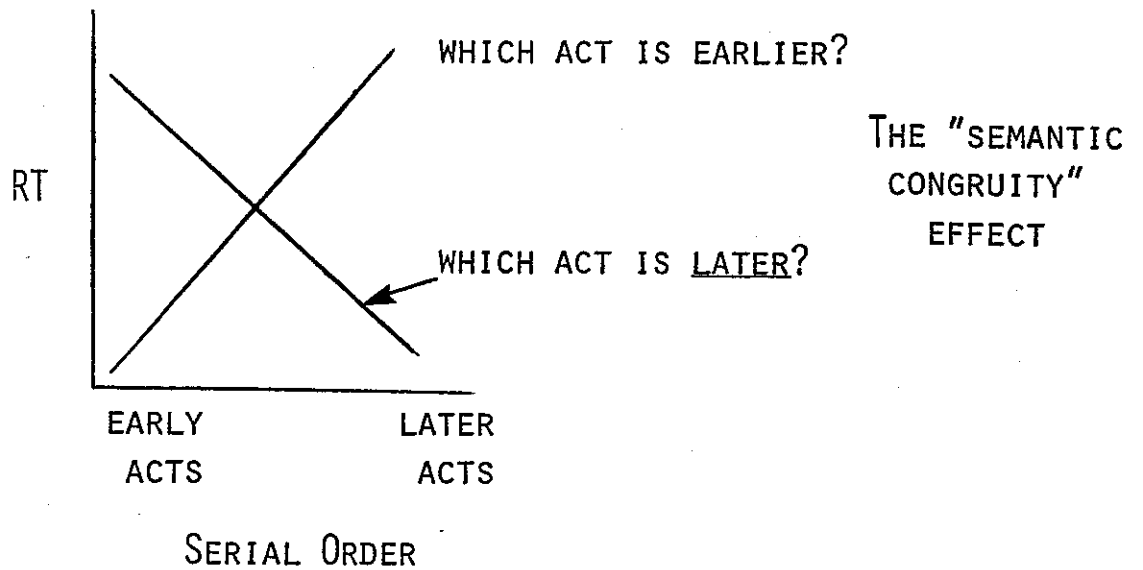 WHICH ACT IS EARLIER?
THE "SEMANTIC
CONGRUITY"
EFFECT
RT
WHICH ACT IS LATER?
EARLY
ACTS
LATER
ACTS
SERIAL ORDER